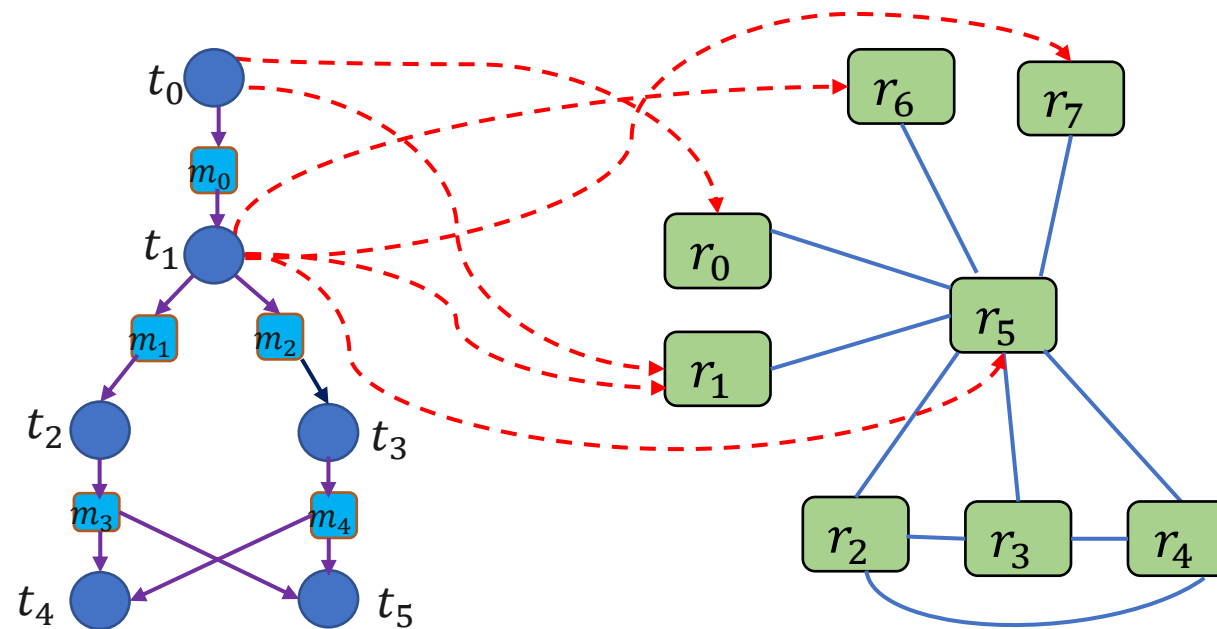 t₀
m₀
t₁
m₁
m₂
t₂
t₃
m₃
m₄
t₄
t₅
r₆
r₇
r₀
r₅
r₁
r₂
r₃
r₄